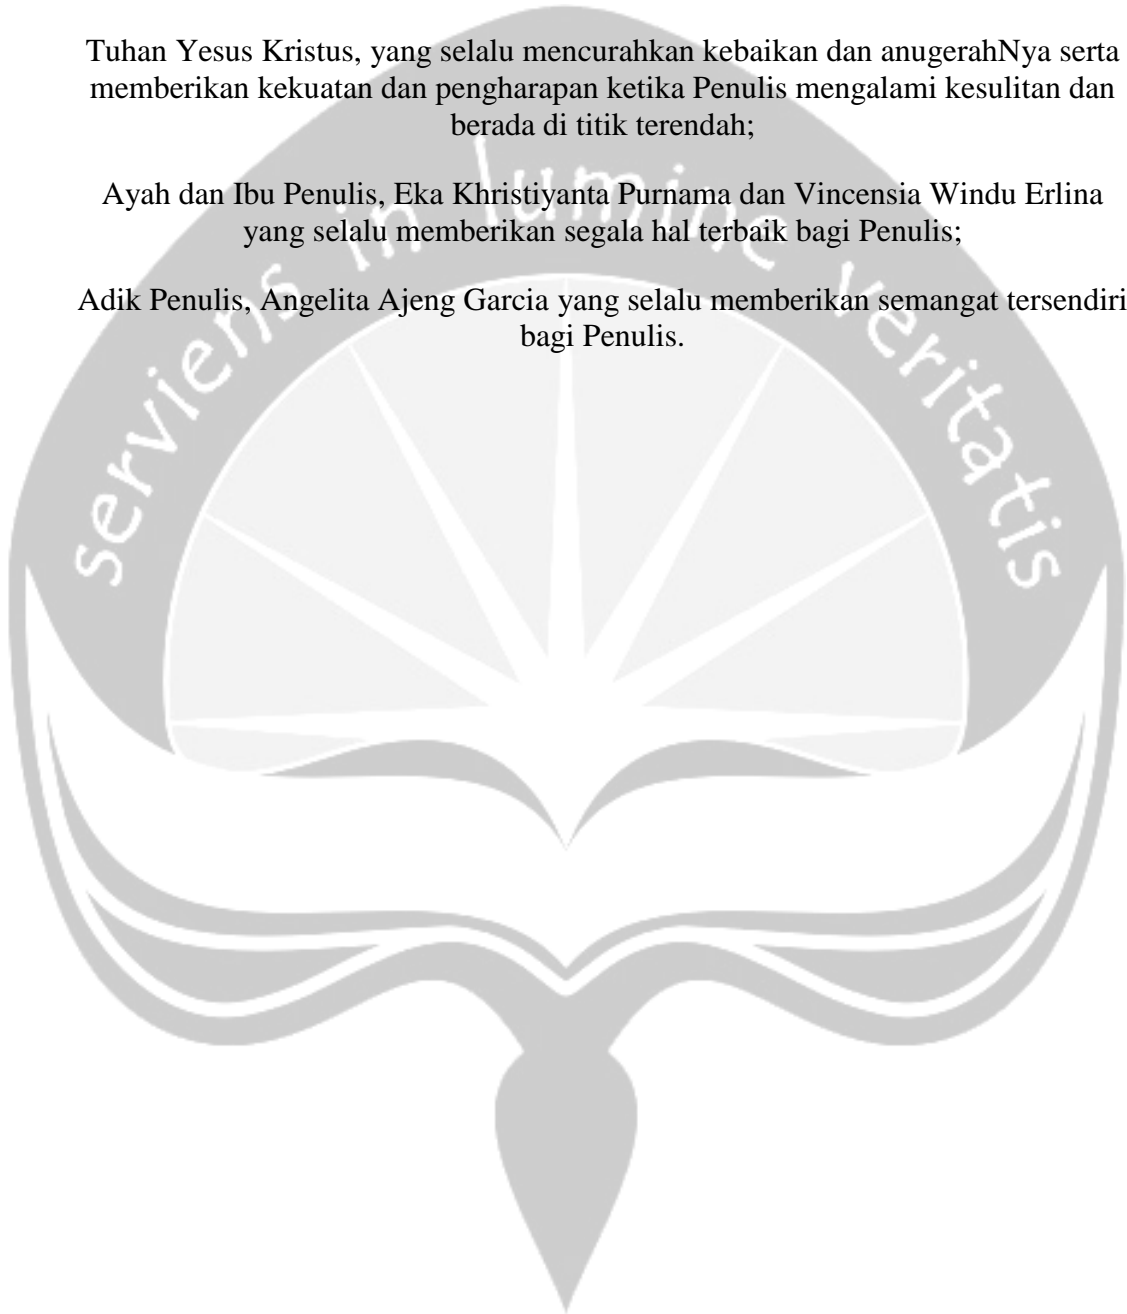 Tuhan Yesus Kristus, yang selalu mencurahkan kebaikan dan anugerahNya serta
memberikan kekuatan dan pengharapan ketika Penulis mengalami kesulitan dan
berada di titik terendah;
Ayah dan Ibu Penulis, Eka Khristiyanta Purnama dan Vincensia Windu Erlina
yang selalu memberikan segala hal terbaik bagi Penulis;
Adik Penulis, Angelita Ajeng Garcia yang selalu memberikan semangat tersendiri
bagi Penulis.
serviens in lumine veritatis